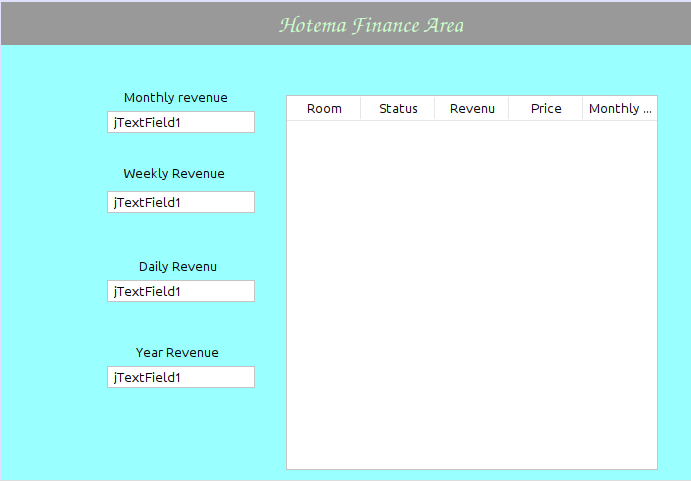 Hotema Finance Area
Monthly revenue
jTextField1
Weekly Revenue
jTextField1
Daily Revenu
jTextField1
Year Revenue
jTextField1
Room Status Revenu Price Monthly ...